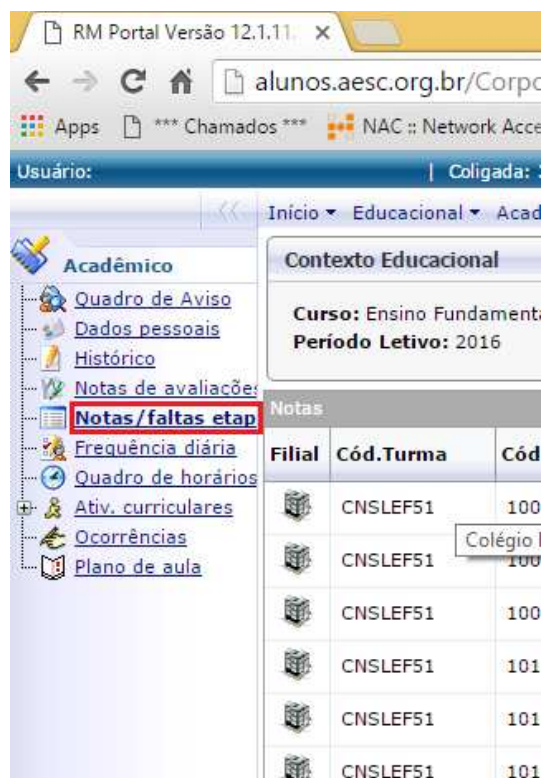 RM Portal Versão 12.1.11.
alunos.aesc.org.br/Corpo
Apps *** Chamados *** NAC :: Network Acce
Usuário: | Coligada:
Início Educacional Acad
Acadêmico
Quadro de Aviso
Dados pessoais
Histórico
Notas de avaliações
Notas/faltas etap
Frequência diária
Quadro de horários
Ativ. curriculares
Ocorrências
Plano de aula
Contexto Educacional
Curso: Ensino Fundamenta
Período Letivo: 2016
Notas
Filial Cód.Turma Cód
CNSLEF51 100
Colégio
CNSLEF51 100
CNSLEF51 100
CNSLEF51 101
CNSLEF51 101
CNSLEF51 101